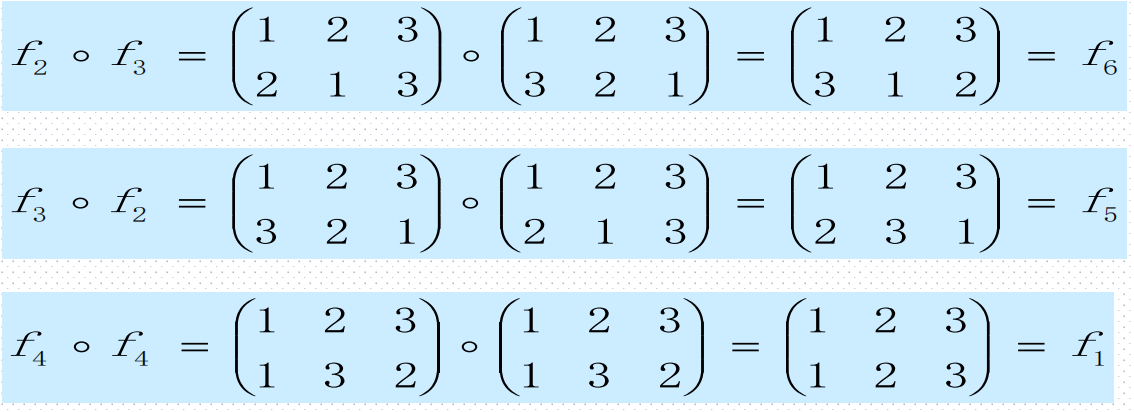 f₂ ∘ f₃ = (1 2 3 / 2 1 3) ∘ (1 2 3 / 3 2 1) = (1 2 3 / 3 1 2) = f₆
f₃ ∘ f₂ = (1 2 3 / 3 2 1) ∘ (1 2 3 / 2 1 3) = (1 2 3 / 2 3 1) = f₅
f₄ ∘ f₄ = (1 2 3 / 1 3 2) ∘ (1 2 3 / 1 3 2) = (1 2 3 / 1 2 3) = f₁